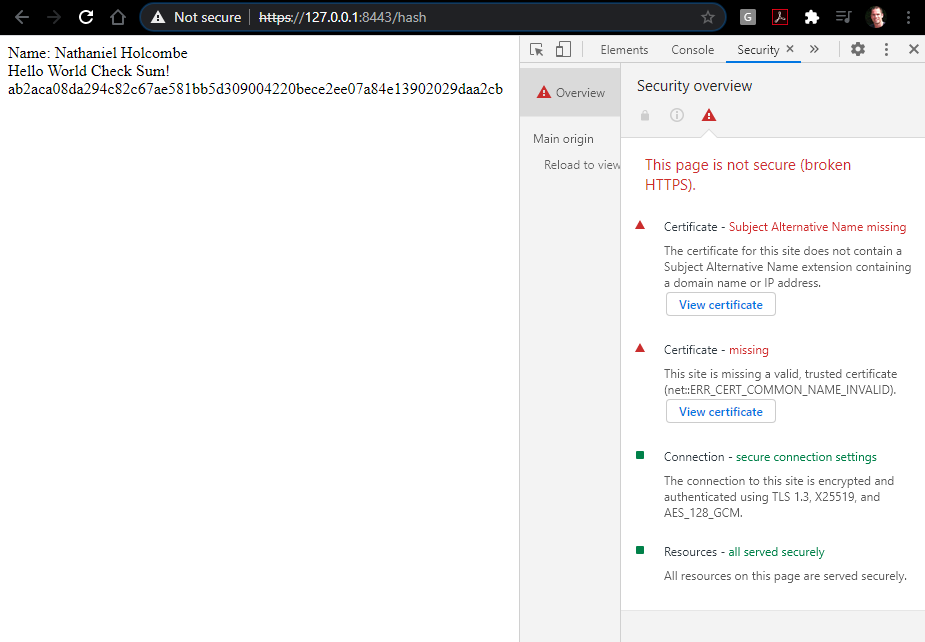 Not secure https://127.0.0.1:8443/hash
G
Name: Nathaniel Holcombe
Hello World Check Sum!
ab2aca08da294c82c67ae581bb5d309004220bece2ee07a84e13902029daa2cb
Elements Console Security × »
Overview
Main origin
Reload to view
Security overview
This page is not secure (broken
HTTPS).
Certificate - Subject Alternative Name missing
The certificate for this site does not contain a
Subject Alternative Name extension containing
a domain name or IP address.
View certificate
Certificate - missing
This site is missing a valid, trusted certificate
(net::ERR_CERT_COMMON_NAME_INVALID).
View certificate
Connection - secure connection settings
The connection to this site is encrypted and
authenticated using TLS 1.3, X25519, and
AES_128_GCM.
Resources - all served securely
All resources on this page are served securely.